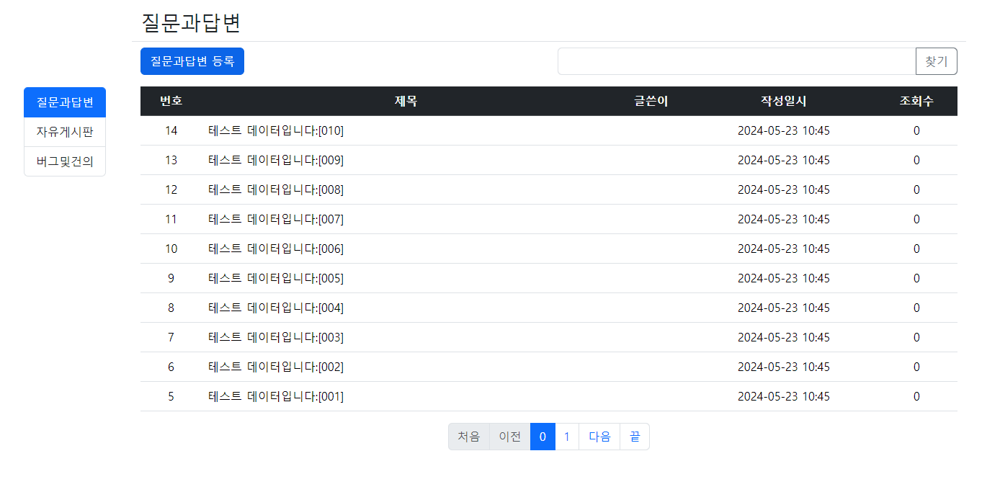 질문과답변
질문과답변 등록
찾기
질문과답변
자유게시판
버그및건의
번호 제목 글쓴이 작성일시 조회수
14 테스트 데이터입니다:[010] 2024-05-23 10:45 0
13 테스트 데이터입니다:[009] 2024-05-23 10:45 0
12 테스트 데이터입니다:[008] 2024-05-23 10:45 0
11 테스트 데이터입니다:[007] 2024-05-23 10:45 0
10 테스트 데이터입니다:[006] 2024-05-23 10:45 0
9 테스트 데이터입니다:[005] 2024-05-23 10:45 0
8 테스트 데이터입니다:[004] 2024-05-23 10:45 0
7 테스트 데이터입니다:[003] 2024-05-23 10:45 0
6 테스트 데이터입니다:[002] 2024-05-23 10:45 0
5 테스트 데이터입니다:[001] 2024-05-23 10:45 0
처음 이전 0 1 다음 끝